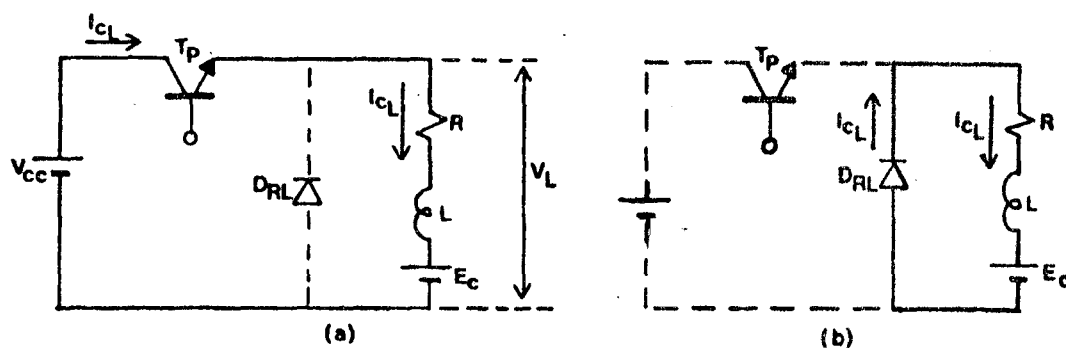 I_CL
T_P
I_CL
R
V_CC
D_RL
L
V_L
E_C
(a)
T_P
I_CL
I_CL
R
D_RL
L
E_C
(b)